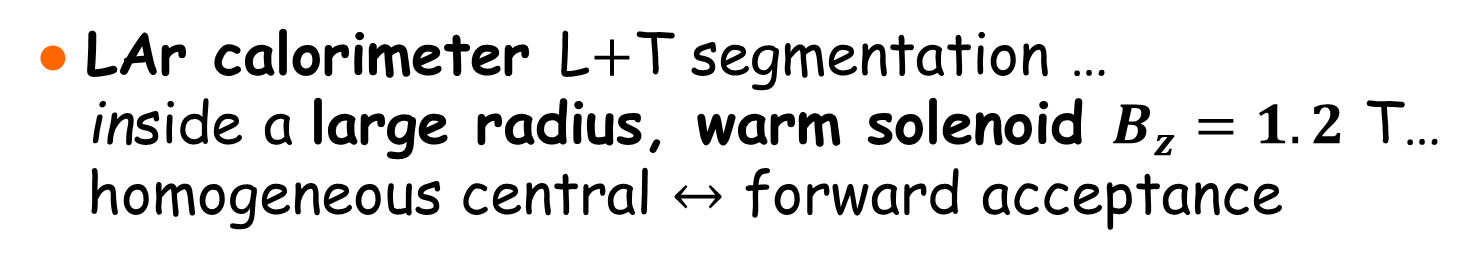 • LAr calorimeter L+T segmentation ...
inside a large radius, warm solenoid B_z = 1.2 T...
homogeneous central ↔ forward acceptance